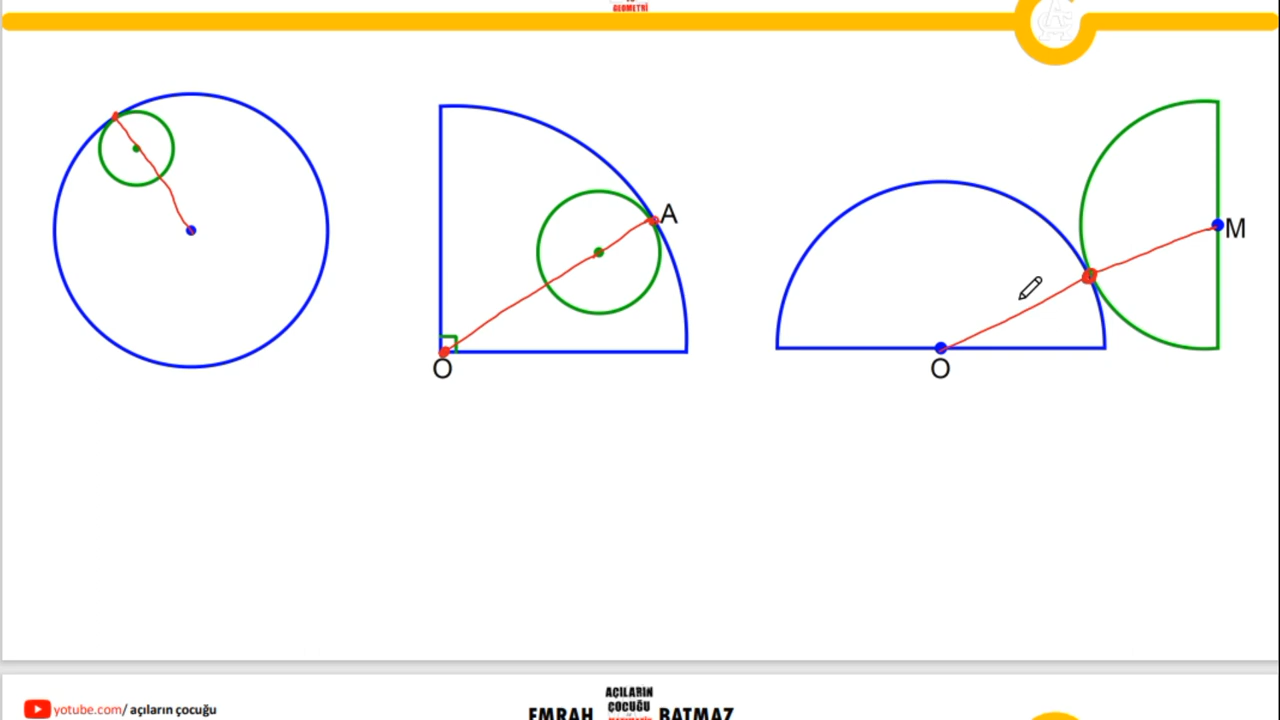 GEOMETRİ
A
M
O
O
AÇILARIN
ÇOCUĞU
yotube.com/ açıların çocuğu
EMRAH BATMAZ